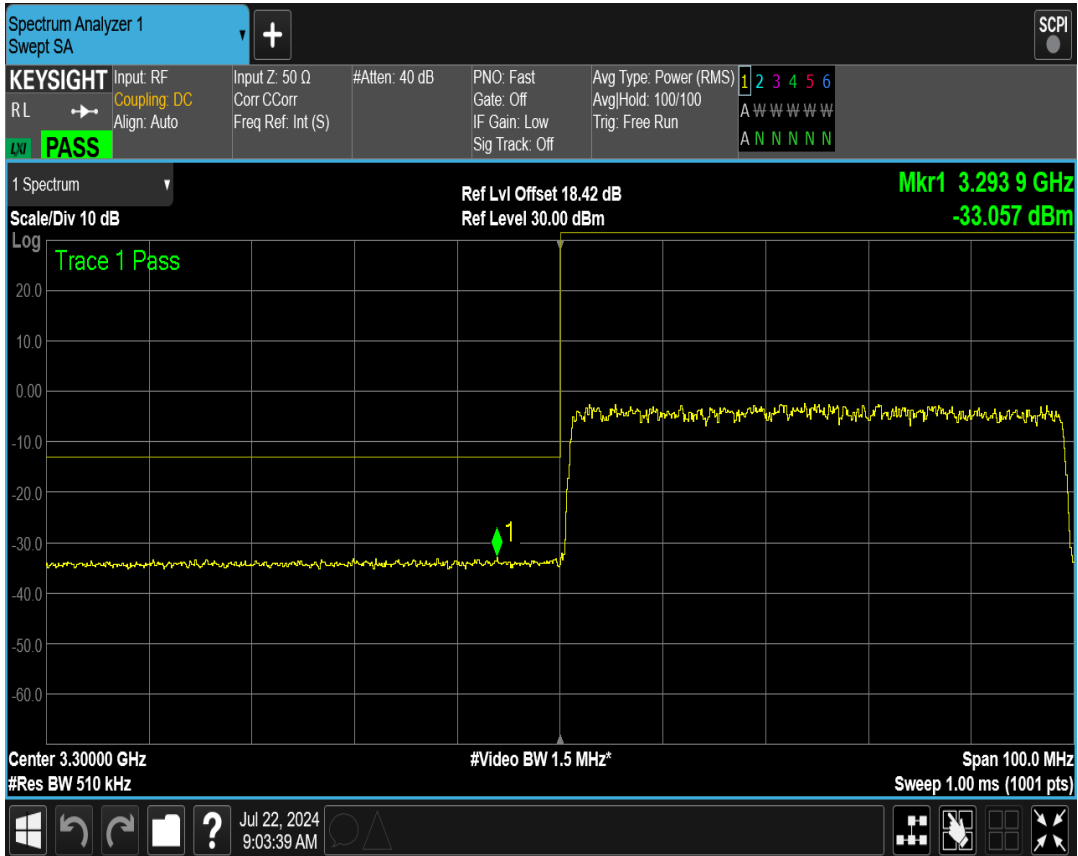 Spectrum Analyzer 1
Swept SA
SCPI
KEYSIGHT
RL
LXI PASS
Input: RF
Coupling: DC
Align: Auto
Input Z: 50 Ω
Corr CCorr
Freq Ref: Int (S)
#Atten: 40 dB
PNO: Fast
Gate: Off
IF Gain: Low
Sig Track: Off
Avg Type: Power (RMS)
Avg|Hold: 100/100
Trig: Free Run
1 2 3 4 5 6
A W W W W W
A N N N N N
1 Spectrum
Scale/Div 10 dB
Ref Lvl Offset 18.42 dB
Ref Level 30.00 dBm
Mkr1 3.293 9 GHz
-33.057 dBm
Log
Trace 1 Pass
20.0
10.0
0.00
-10.0
-20.0
-30.0
1
-40.0
-50.0
-60.0
Center 3.30000 GHz
#Res BW 510 kHz
#Video BW 1.5 MHz*
Span 100.0 MHz
Sweep 1.00 ms (1001 pts)
?
Jul 22, 2024
9:03:39 AM